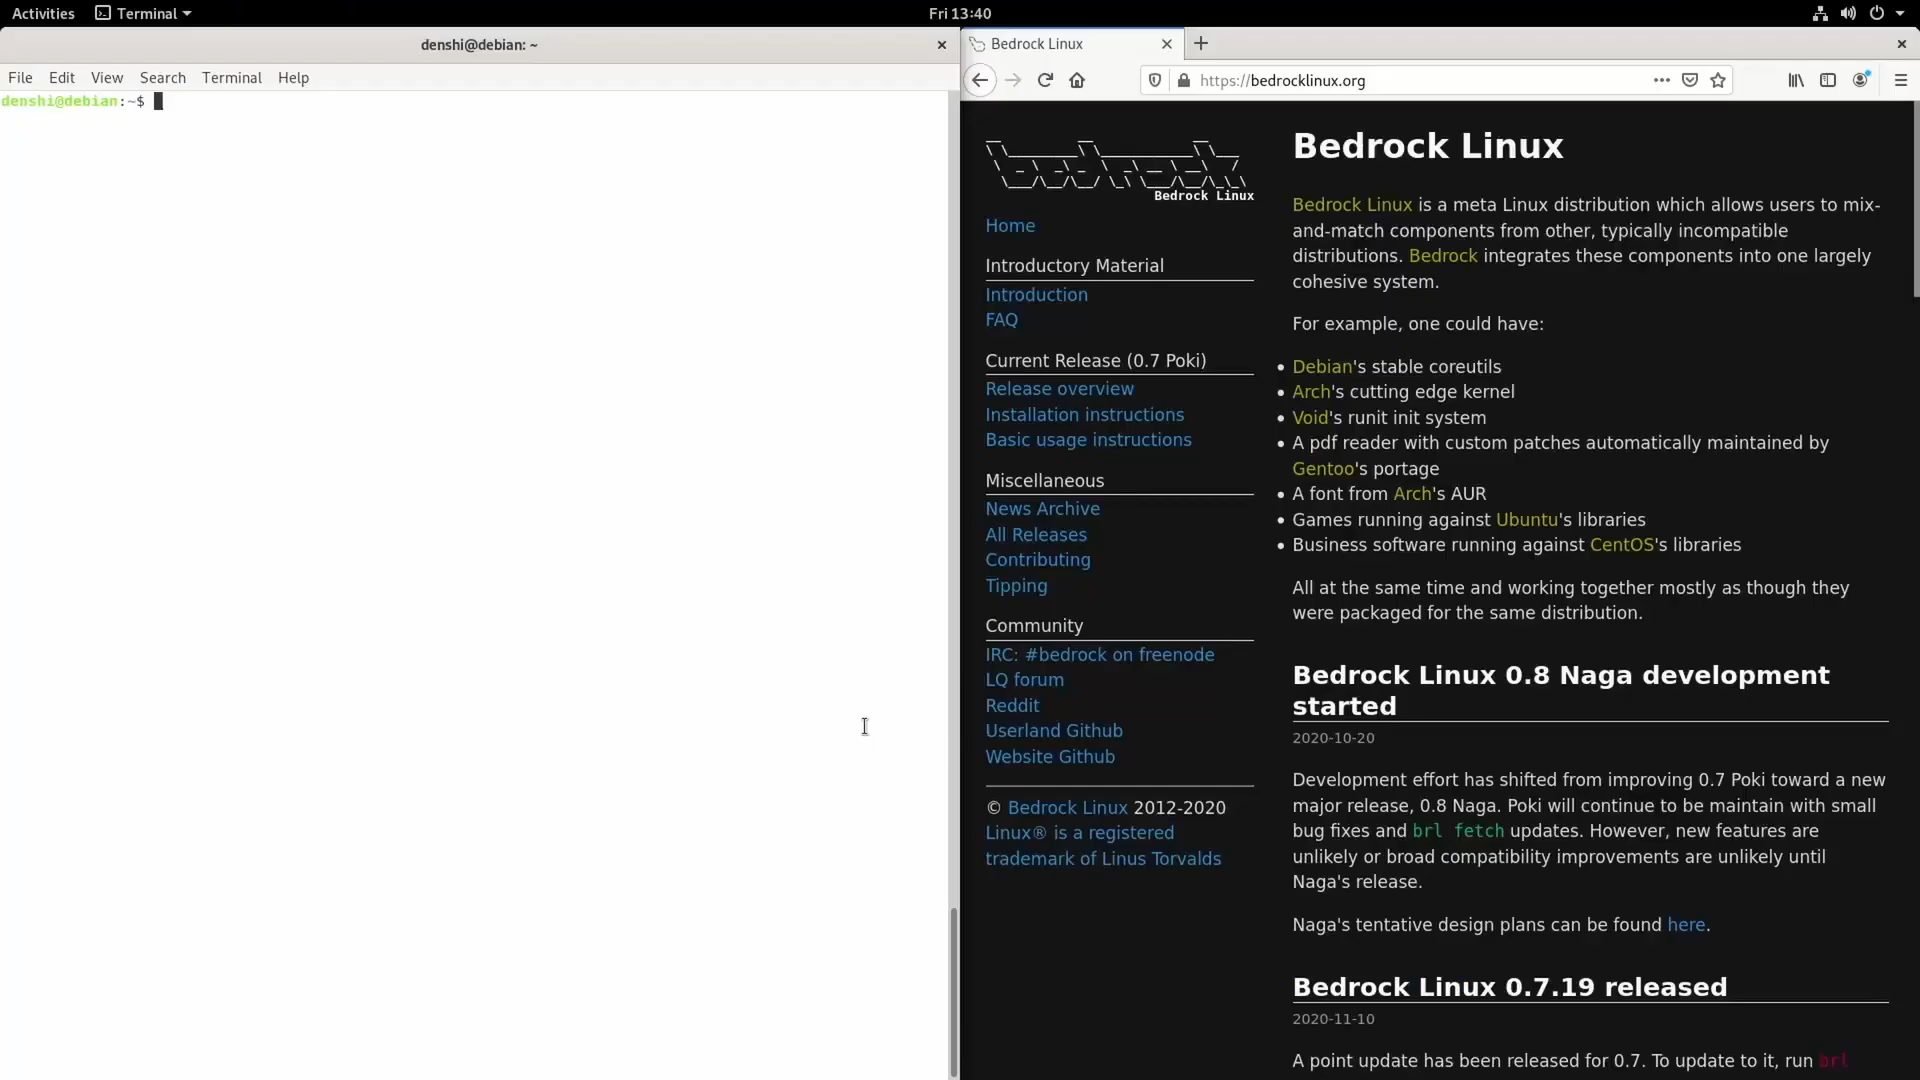 Activities
Terminal
Fri 13:40
denshi@debian: ~
File Edit View Search Terminal Help
denshi@debian:~$
Bedrock Linux
https://bedrocklinux.org
Bedrock Linux
Home
Introductory Material
Introduction
FAQ
Current Release (0.7 Poki)
Release overview
Installation instructions
Basic usage instructions
Miscellaneous
News Archive
All Releases
Contributing
Tipping
Community
IRC: #bedrock on freenode
LQ forum
Reddit
Userland Github
Website Github
© Bedrock Linux 2012-2020
Linux® is a registered
trademark of Linus Torvalds
Bedrock Linux
Bedrock Linux is a meta Linux distribution which allows users to mix-
and-match components from other, typically incompatible
distributions. Bedrock integrates these components into one largely
cohesive system.
For example, one could have:
• Debian's stable coreutils
• Arch's cutting edge kernel
• Void's runit init system
• A pdf reader with custom patches automatically maintained by
Gentoo's portage
• A font from Arch's AUR
• Games running against Ubuntu's libraries
• Business software running against CentOS's libraries
All at the same time and working together mostly as though they
were packaged for the same distribution.
Bedrock Linux 0.8 Naga development
started
2020-10-20
Development effort has shifted from improving 0.7 Poki toward a new
major release, 0.8 Naga. Poki will continue to be maintain with small
bug fixes and brl fetch updates. However, new features are
unlikely or broad compatibility improvements are unlikely until
Naga's release.
Naga's tentative design plans can be found here.
Bedrock Linux 0.7.19 released
2020-11-10
A point update has been released for 0.7. To update to it, run brl